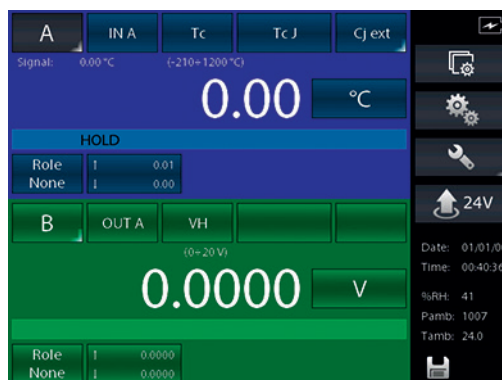 A IN A Tc Tc J Cj ext
Signal: 0.00 °C (-210÷1200 °C)
0.00 °C
HOLD
Role ↑ 0.01
None ↓ 0.00
B OUT A VH
(0÷20 V)
0.0000 V
Role ↑ 0.0000
None ↓ 0.0000
24V
Date: 01/01/0
Time: 00:40:36
%RH: 41
Pamb: 1007
Tamb: 24.0